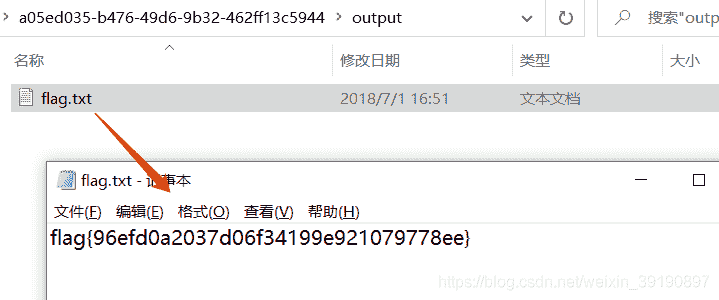 a05ed035-b476-49d6-9b32-462ff13c5944 > output
搜索"outp
名称 修改日期 类型 大小
flag.txt 2018/7/1 16:51 文本文档
flag.txt - 记事本
文件(F) 编辑(E) 格式(O) 查看(V) 帮助(H)
flag{96efd0a2037d06f34199e921079778ee}
https://blog.csdn.net/weixin_39190897